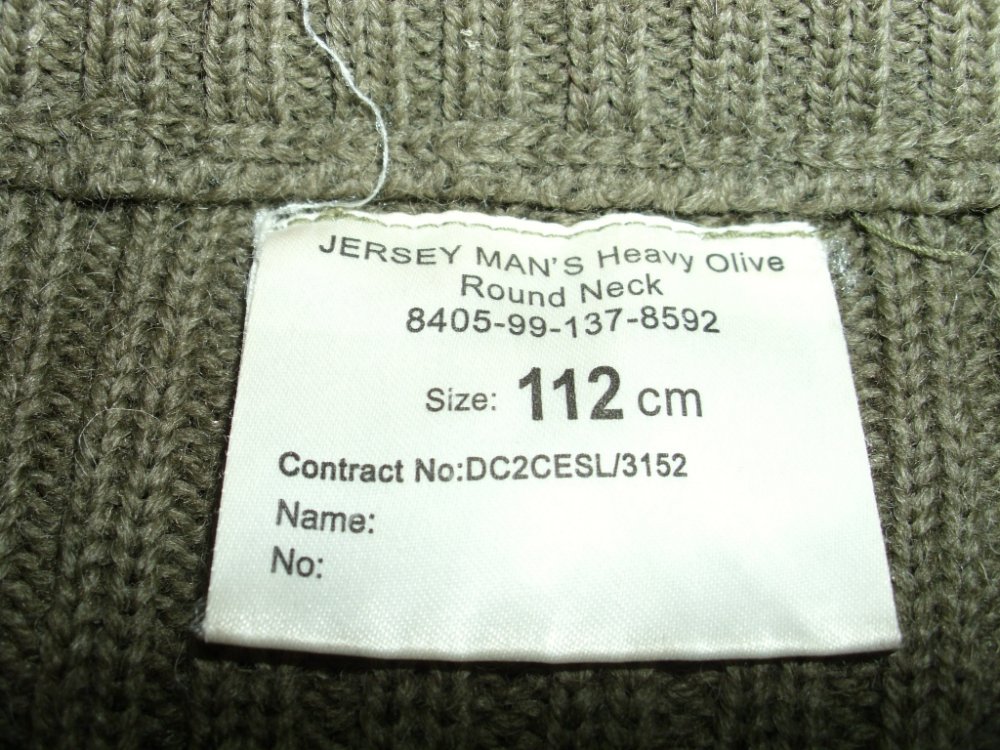 JERSEY MAN'S Heavy Olive
Round Neck
8405-99-137-8592
Size: 112 cm
Contract No:DC2CESL/3152
Name:
No: